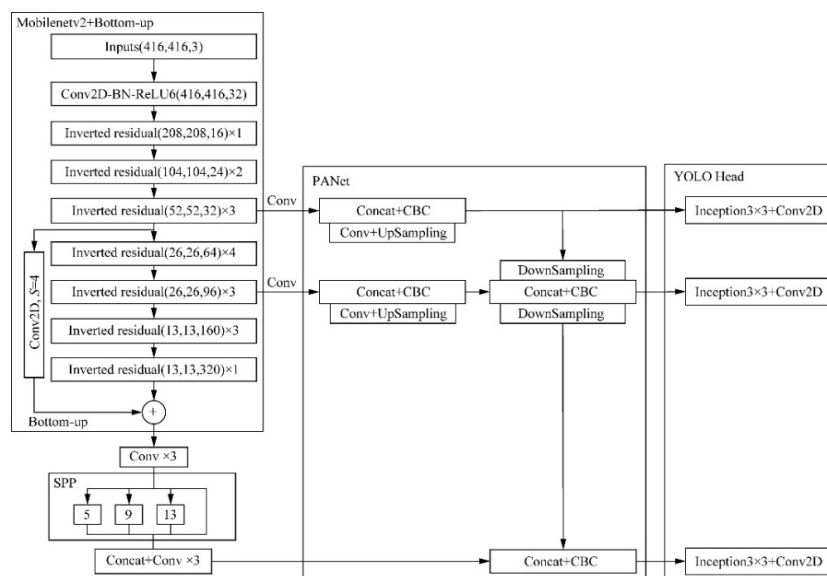 Mobilenetv2+Bottom-up
Inputs(416,416,3)
Conv2D-BN-ReLU6(416,416,32)
Inverted residual(208,208,16)×1
Inverted residual(104,104,24)×2
Inverted residual(52,52,32)×3
Inverted residual(26,26,64)×4
Inverted residual(26,26,96)×3
Inverted residual(13,13,160)×3
Inverted residual(13,13,320)×1
Conv2D, S=4
+
Bottom-up
Conv ×3
SPP
5 9 13
Concat+Conv ×3
Conv
Conv
PANet
Concat+CBC
Conv+UpSampling
DownSampling
Concat+CBC
Conv+UpSampling
Concat+CBC
DownSampling
Concat+CBC
YOLO Head
Inception3×3+Conv2D
Inception3×3+Conv2D
Inception3×3+Conv2D